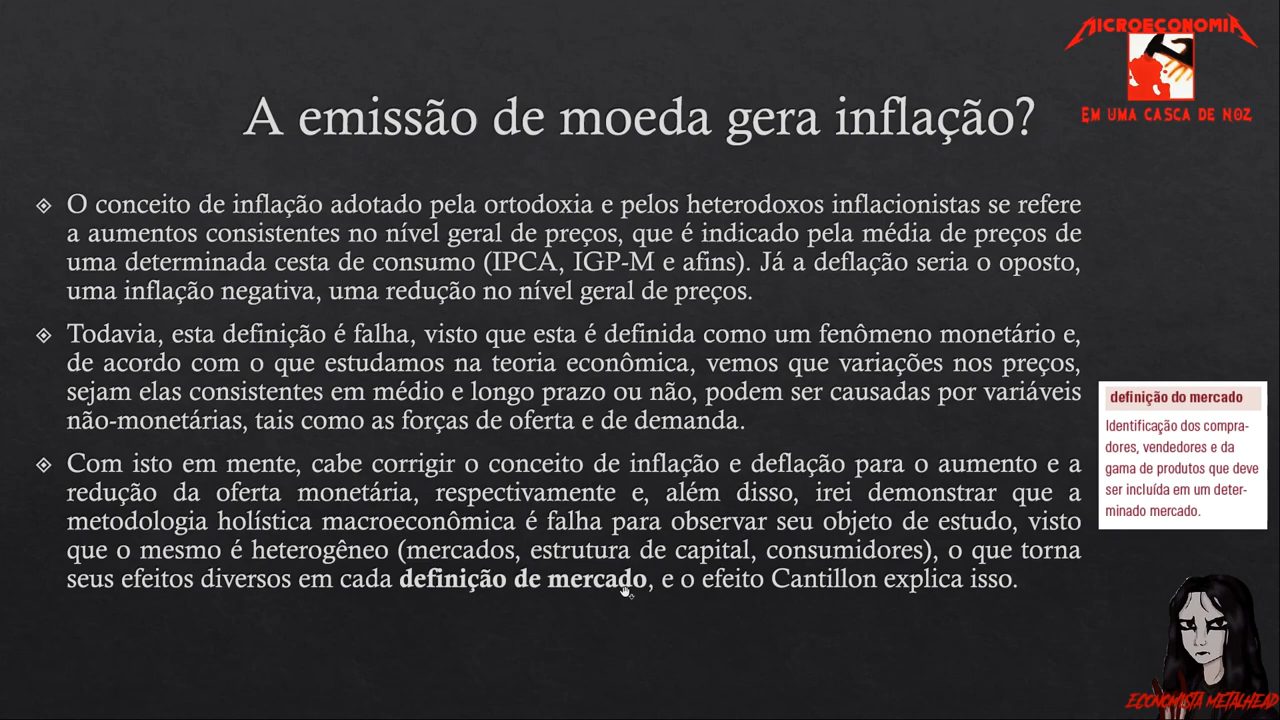 MICROECONOMIA
EM UMA CASCA DE NOZ
A emissão de moeda gera inflação?
O conceito de inflação adotado pela ortodoxia e pelos heterodoxos inflacionistas se refere
a aumentos consistentes no nível geral de preços, que é indicado pela média de preços de
uma determinada cesta de consumo (IPCA, IGP-M e afins). Já a deflação seria o oposto,
uma inflação negativa, uma redução no nível geral de preços.
Todavia, esta definição é falha, visto que esta é definida como um fenômeno monetário e,
de acordo com o que estudamos na teoria econômica, vemos que variações nos preços,
sejam elas consistentes em médio e longo prazo ou não, podem ser causadas por variáveis
não-monetárias, tais como as forças de oferta e de demanda.
Com isto em mente, cabe corrigir o conceito de inflação e deflação para o aumento e a
redução da oferta monetária, respectivamente e, além disso, irei demonstrar que a
metodologia holística macroeconômica é falha para observar seu objeto de estudo, visto
que o mesmo é heterogêneo (mercados, estrutura de capital, consumidores), o que torna
seus efeitos diversos em cada definição de mercado, e o efeito Cantillon explica isso.
definição do mercado
Identificação dos compra-
dores, vendedores e da
gama de produtos que deve
ser incluída em um deter-
minado mercado.
ECONOMISTA METALHEAD